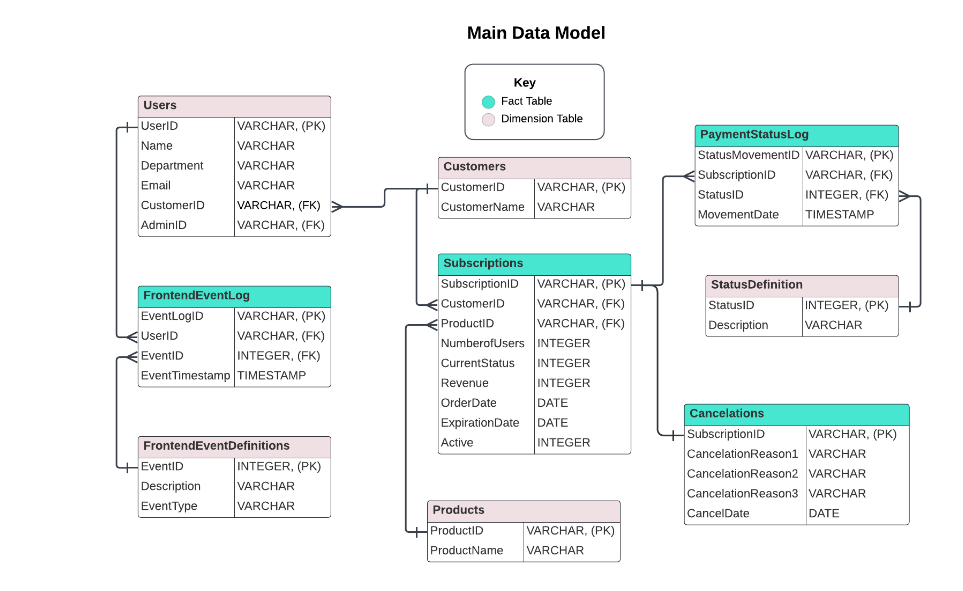 Main Data Model
Key
Fact Table
Dimension Table
Users
UserID VARCHAR, (PK)
Name VARCHAR
Department VARCHAR
Email VARCHAR
CustomerID VARCHAR, (FK)
AdminID VARCHAR, (FK)
FrontendEventLog
EventLogID VARCHAR, (PK)
UserID VARCHAR, (FK)
EventID INTEGER, (FK)
EventTimestamp TIMESTAMP
FrontendEventDefinitions
EventID INTEGER, (PK)
Description VARCHAR
EventType VARCHAR
Customers
CustomerID VARCHAR, (PK)
CustomerName VARCHAR
Subscriptions
SubscriptionID VARCHAR, (PK)
CustomerID VARCHAR, (FK)
ProductID VARCHAR, (FK)
NumberofUsers INTEGER
CurrentStatus INTEGER
Revenue INTEGER
OrderDate DATE
ExpirationDate DATE
Active INTEGER
Products
ProductID VARCHAR, (PK)
ProductName VARCHAR
PaymentStatusLog
StatusMovementID VARCHAR, (PK)
SubscriptionID VARCHAR, (FK)
StatusID INTEGER, (FK)
MovementDate TIMESTAMP
StatusDefinition
StatusID INTEGER, (PK)
Description VARCHAR
Cancelations
SubscriptionID VARCHAR, (PK)
CancelationReason1 VARCHAR
CancelationReason2 VARCHAR
CancelationReason3 VARCHAR
CancelDate DATE